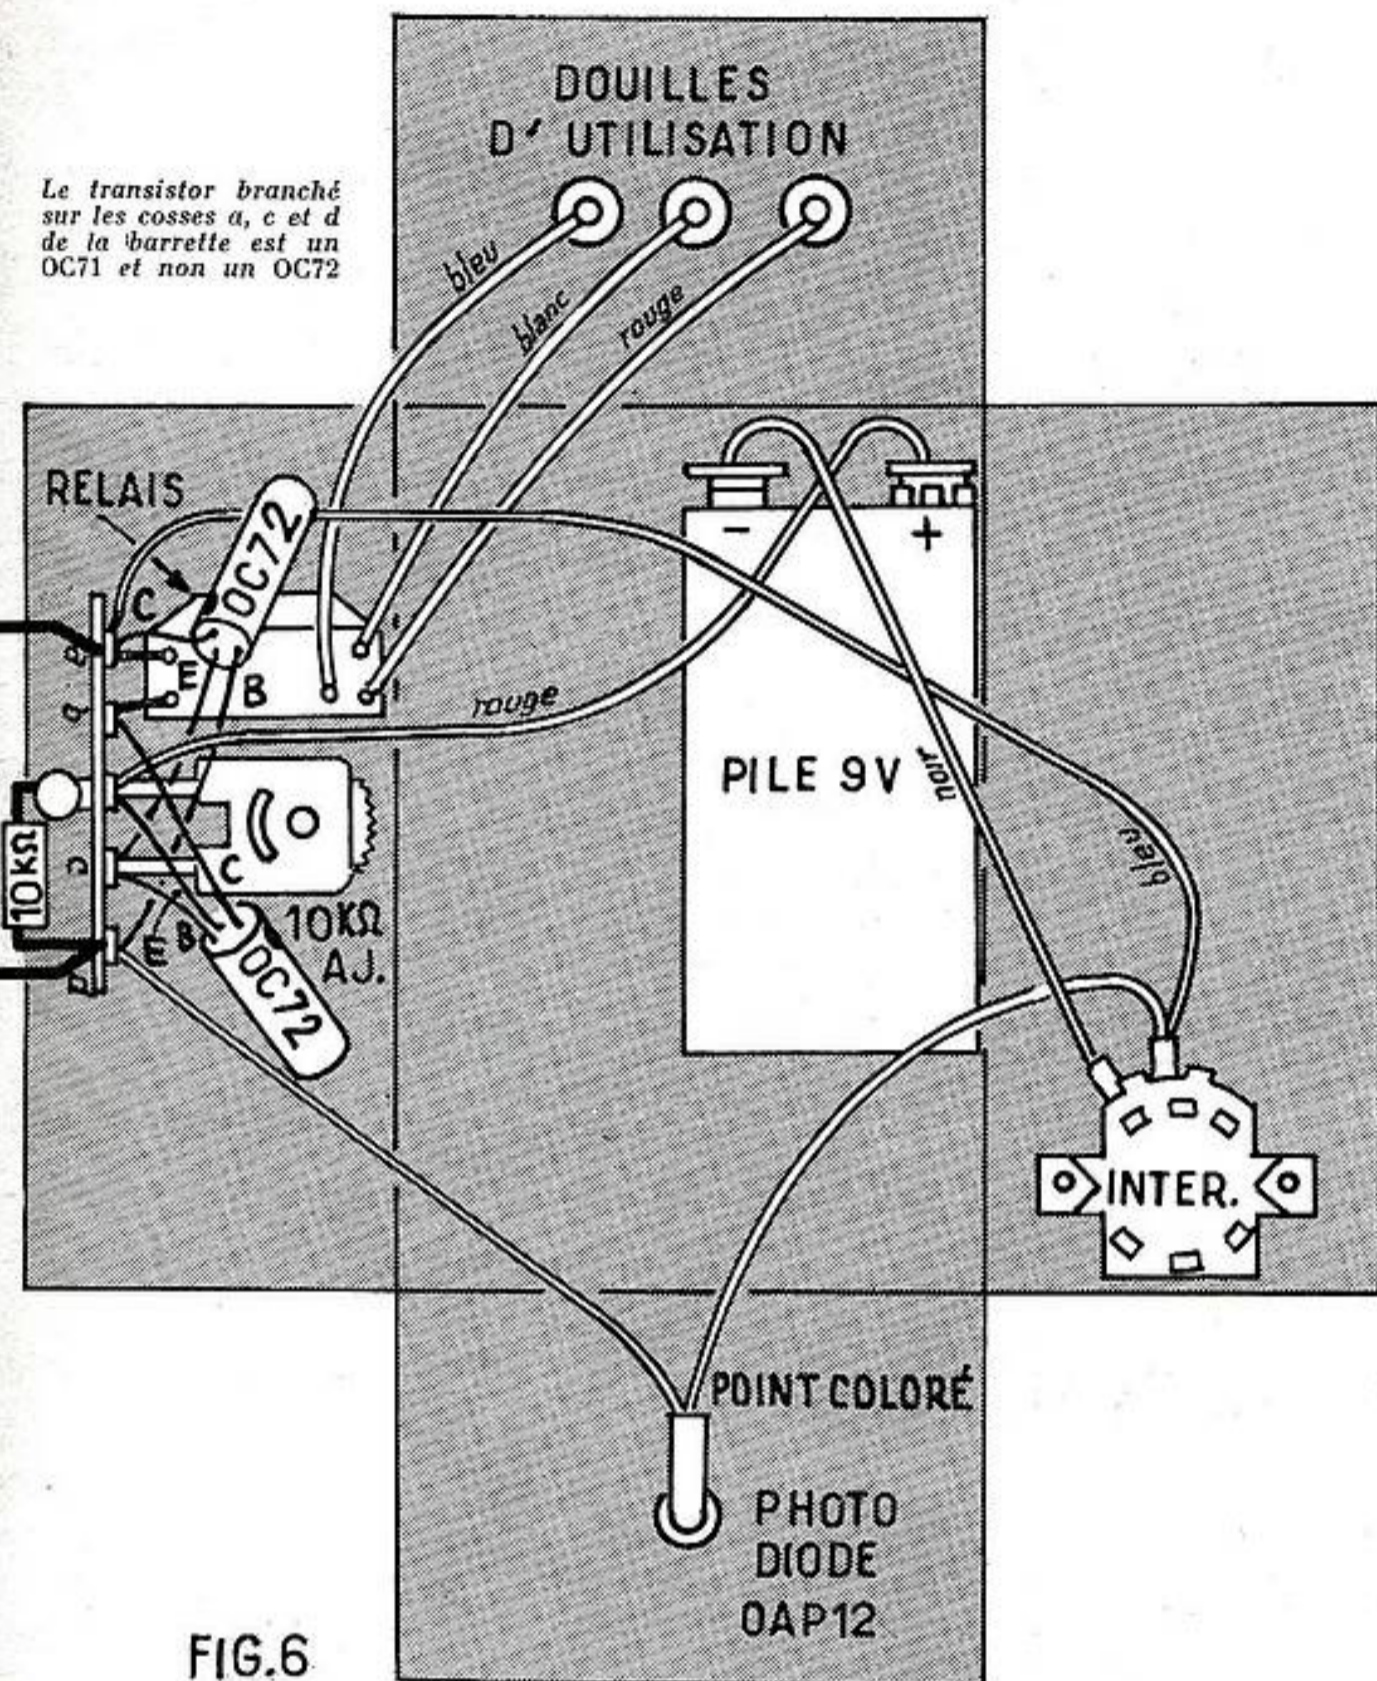 DOUILLES
D' UTILISATION
Le transistor branché
sur les cosses a, c et d
de la barrette est un
OC71 et non un OC72
bleu
blanc
rouge
RELAIS
OC72
C
E
B
a
b
- +
rouge
PILE 9V
noir
bleu
10KΩ
c
C
10KΩ
AJ.
E B
OC72
d
INTER.
POINT COLORÉ
PHOTO
DIODE
OAP12
FIG.6